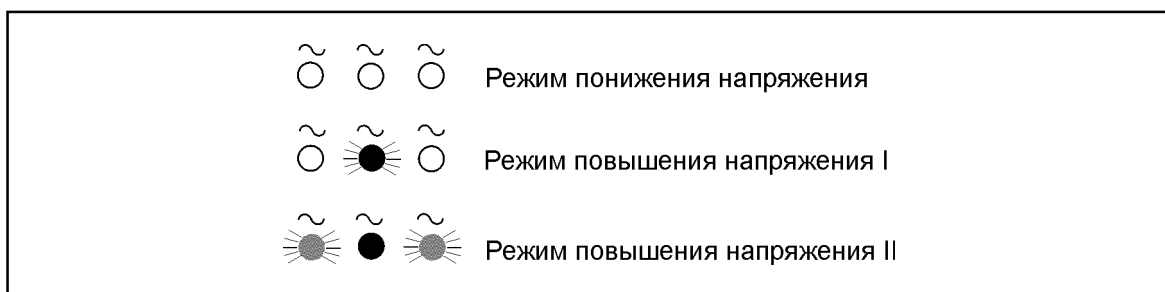 Режим понижения напряжения
Режим повышения напряжения I
Режим повышения напряжения II